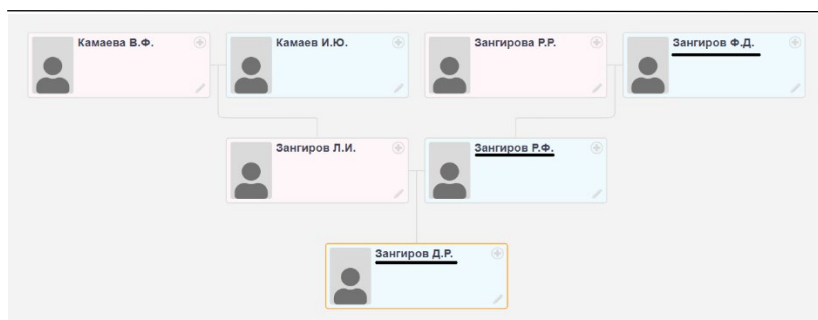 Камаева В.Ф.
Камаев И.Ю.
Зангирова Р.Р.
Зангиров Ф.Д.
Зангиров Л.И.
Зангиров Р.Ф.
Зангиров Д.Р.